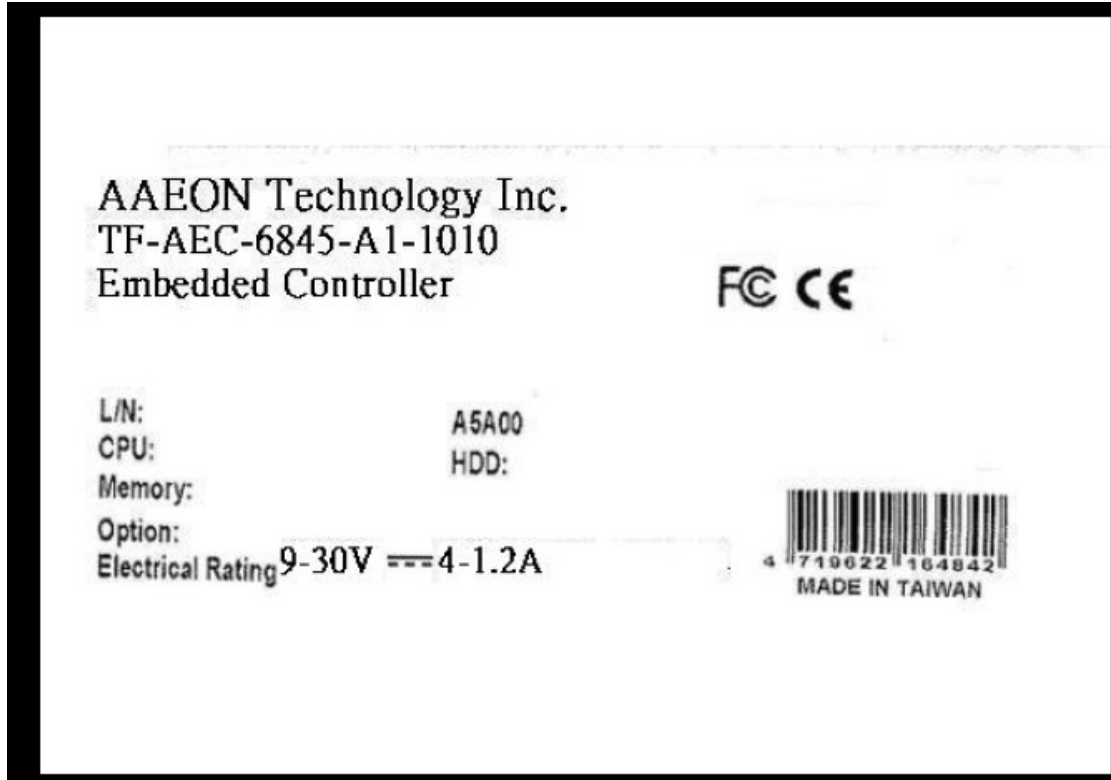 AAEON Technology Inc.
TF-AEC-6845-A1-1010
Embedded Controller
FC CE
L/N:
A5A00
CPU:
HDD:
Memory:
Option:
Electrical Rating 9-30V ⎓ 4-1.2A
4 719622 164842
MADE IN TAIWAN